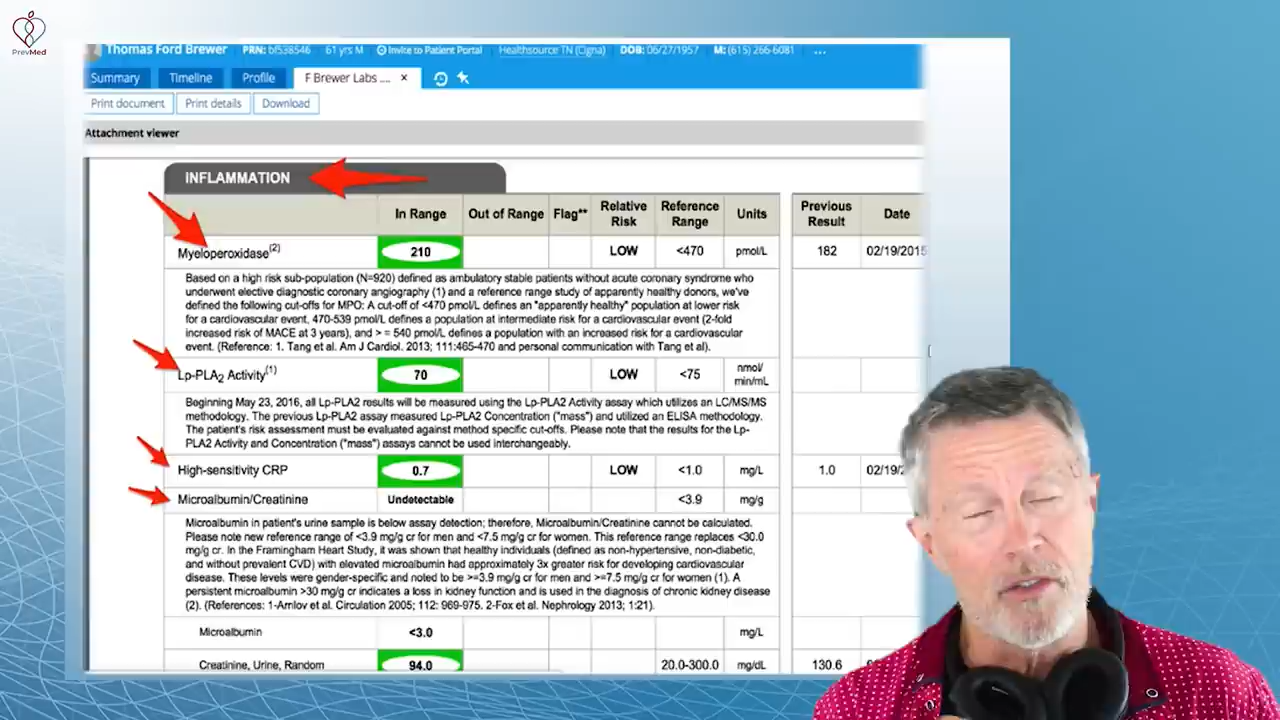 PrevMed
Thomas Ford Brewer PRN: bf538546 61 yrs M Invite to Patient Portal Healthsource TN (Cigna) DOB: 06/27/1957 M: (615) 266-6081 ...
Summary Timeline Profile F Brewer Labs .... ×
Print document Print details Download
Attachment viewer
INFLAMMATION
In Range Out of Range Flag** Relative Risk Reference Range Units Previous Result Date
Myeloperoxidase(2) 210 LOW <470 pmol/L 182 02/19/2015
Based on a high risk sub-population (N=920) defined as ambulatory stable patients without acute coronary syndrome who
underwent elective diagnostic coronary angiography (1) and a reference range study of apparently healthy donors, we've
defined the following cut-offs for MPO: A cut-off of <470 pmol/L defines an "apparently healthy" population at lower risk
for a cardiovascular event, 470-539 pmol/L defines a population at intermediate risk for a cardiovascular event (2-fold
increased risk of MACE at 3 years), and > = 540 pmol/L defines a population with an increased risk for a cardiovascular
event. (Reference: 1. Tang et al. Am J Cardiol. 2013; 111:465-470 and personal communication with Tang et al).
Lp-PLA2 Activity(1) 70 LOW <75 nmol/min/mL
Beginning May 23, 2016, all Lp-PLA2 results will be measured using the Lp-PLA2 Activity assay which utilizes an LC/MS/MS
methodology. The previous Lp-PLA2 assay measured Lp-PLA2 Concentration ("mass") and utilized an ELISA methodology.
The patient's risk assessment must be evaluated against method specific cut-offs. Please note that the results for the Lp-
PLA2 Activity and Concentration ("mass") assays cannot be used interchangeably.
High-sensitivity CRP 0.7 LOW <1.0 mg/L 1.0 02/19/2
Microalbumin/Creatinine Undetectable <3.9 mg/g
Microalbumin in patient's urine sample is below assay detection; therefore, Microalbumin/Creatinine cannot be calculated.
Please note new reference range of <3.9 mg/g cr for men and <7.5 mg/g cr for women. This reference range replaces <30.0
mg/g cr. In the Framingham Heart Study, it was shown that healthy individuals (defined as non-hypertensive, non-diabetic,
and without prevalent CVD) with elevated microalbumin had approximately 3x greater risk for developing cardiovascular
disease. These levels were gender-specific and noted to be >=3.9 mg/g cr for men and >=7.5 mg/g cr for women (1). A
persistent microalbumin >30 mg/g cr indicates a loss in kidney function and is used in the diagnosis of chronic kidney disease
(2). (References: 1-Arnlov et al. Circulation 2005; 112: 969-975. 2-Fox et al. Nephrology 2013; 1:21).
Microalbumin <3.0 mg/L
Creatinine, Urine, Random 94.0 20.0-300.0 mg/dL 130.6